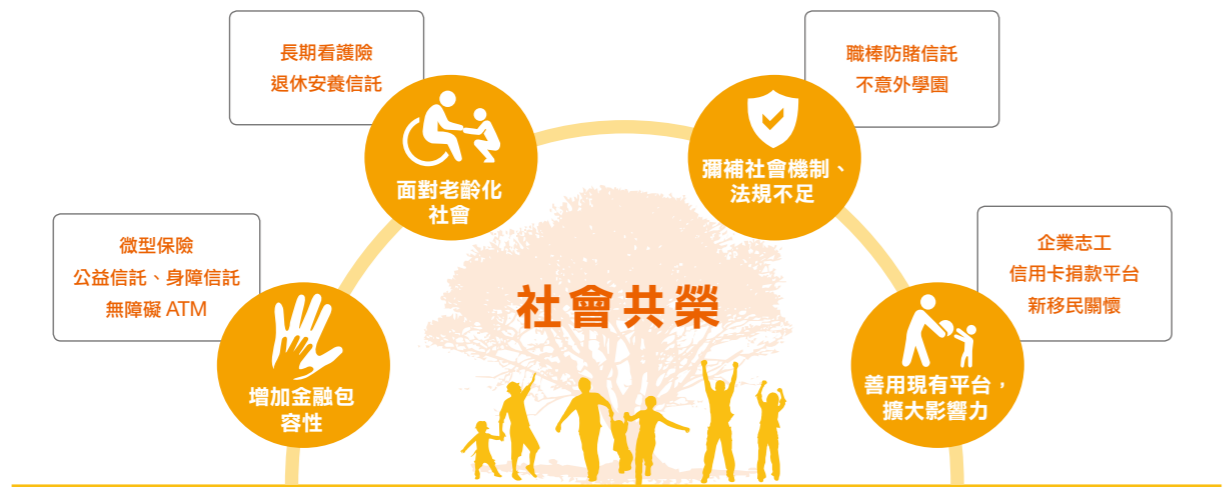 長期看護險
退休安養信託
面對老齡化
社會
職棒防賭信託
不意外學園
彌補社會機制、
法規不足
微型保險
公益信託、身障信託
無障礙 ATM
增加金融包
容性
社會共榮
企業志工
信用卡捐款平台
新移民關懷
善用現有平台，
擴大影響力